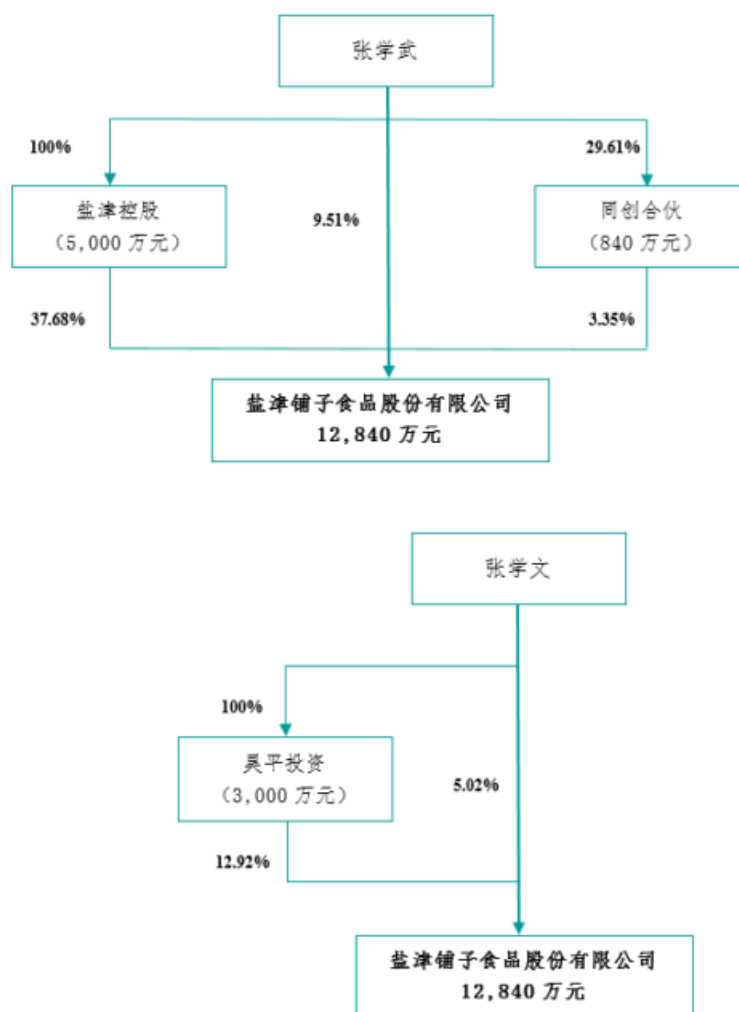 张学武
100%
29.61%
盐津控股
（5,000 万元）
9.51%
同创合伙
（840 万元）
37.68%
3.35%
盐津铺子食品股份有限公司
12,840 万元
张学文
100%
昊平投资
（3,000 万元）
5.02%
12.92%
盐津铺子食品股份有限公司
12,840 万元